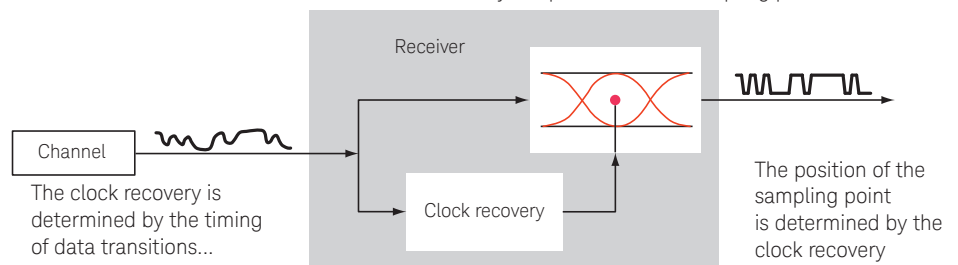 Receiver
Channel
The clock recovery is
determined by the timing
of data transitions...
Clock recovery
The position of the
sampling point
is determined by the
clock recovery